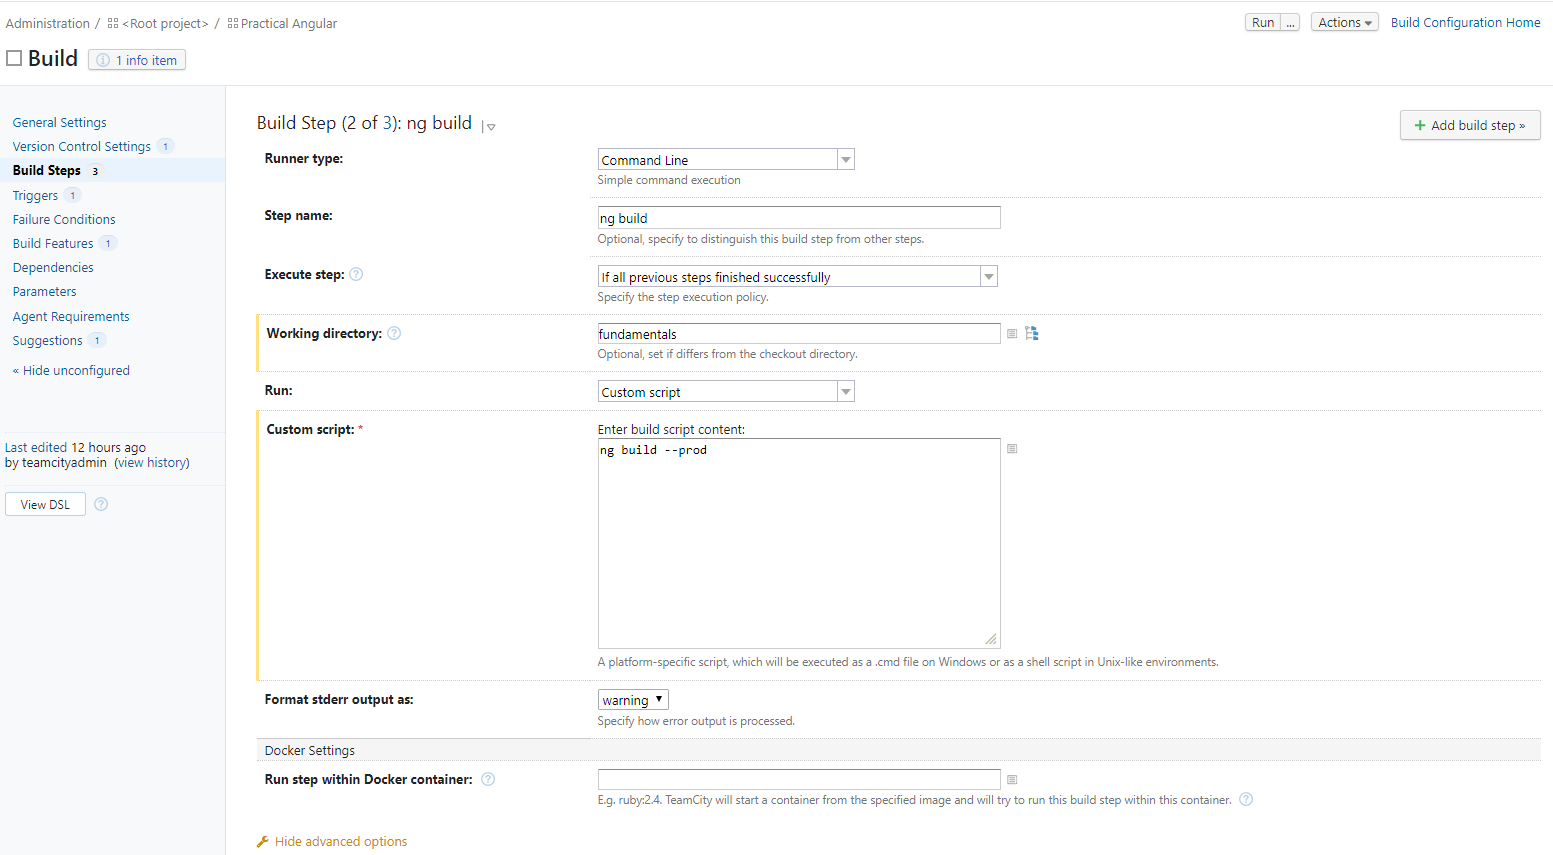 Administration / <Root project> / Practical Angular
Run ... Actions Build Configuration Home
Build 1 info item
General Settings
Version Control Settings 1
Build Steps 3
Triggers 1
Failure Conditions
Build Features 1
Dependencies
Parameters
Agent Requirements
Suggestions 1
« Hide unconfigured
Last edited 12 hours ago
by teamcityadmin (view history)
View DSL ?
Build Step (2 of 3): ng build
+ Add build step »
Runner type:
Command Line
Simple command execution
Step name:
ng build
Optional, specify to distinguish this build step from other steps.
Execute step: ?
If all previous steps finished successfully
Specify the step execution policy.
Working directory: ?
fundamentals
Optional, set if differs from the checkout directory.
Run:
Custom script
Custom script: *
Enter build script content:
ng build --prod
A platform-specific script, which will be executed as a .cmd file on Windows or as a shell script in Unix-like environments.
Format stderr output as:
warning
Specify how error output is processed.
Docker Settings
Run step within Docker container: ?
E.g. ruby:2.4. TeamCity will start a container from the specified image and will try to run this build step within this container. ?
Hide advanced options